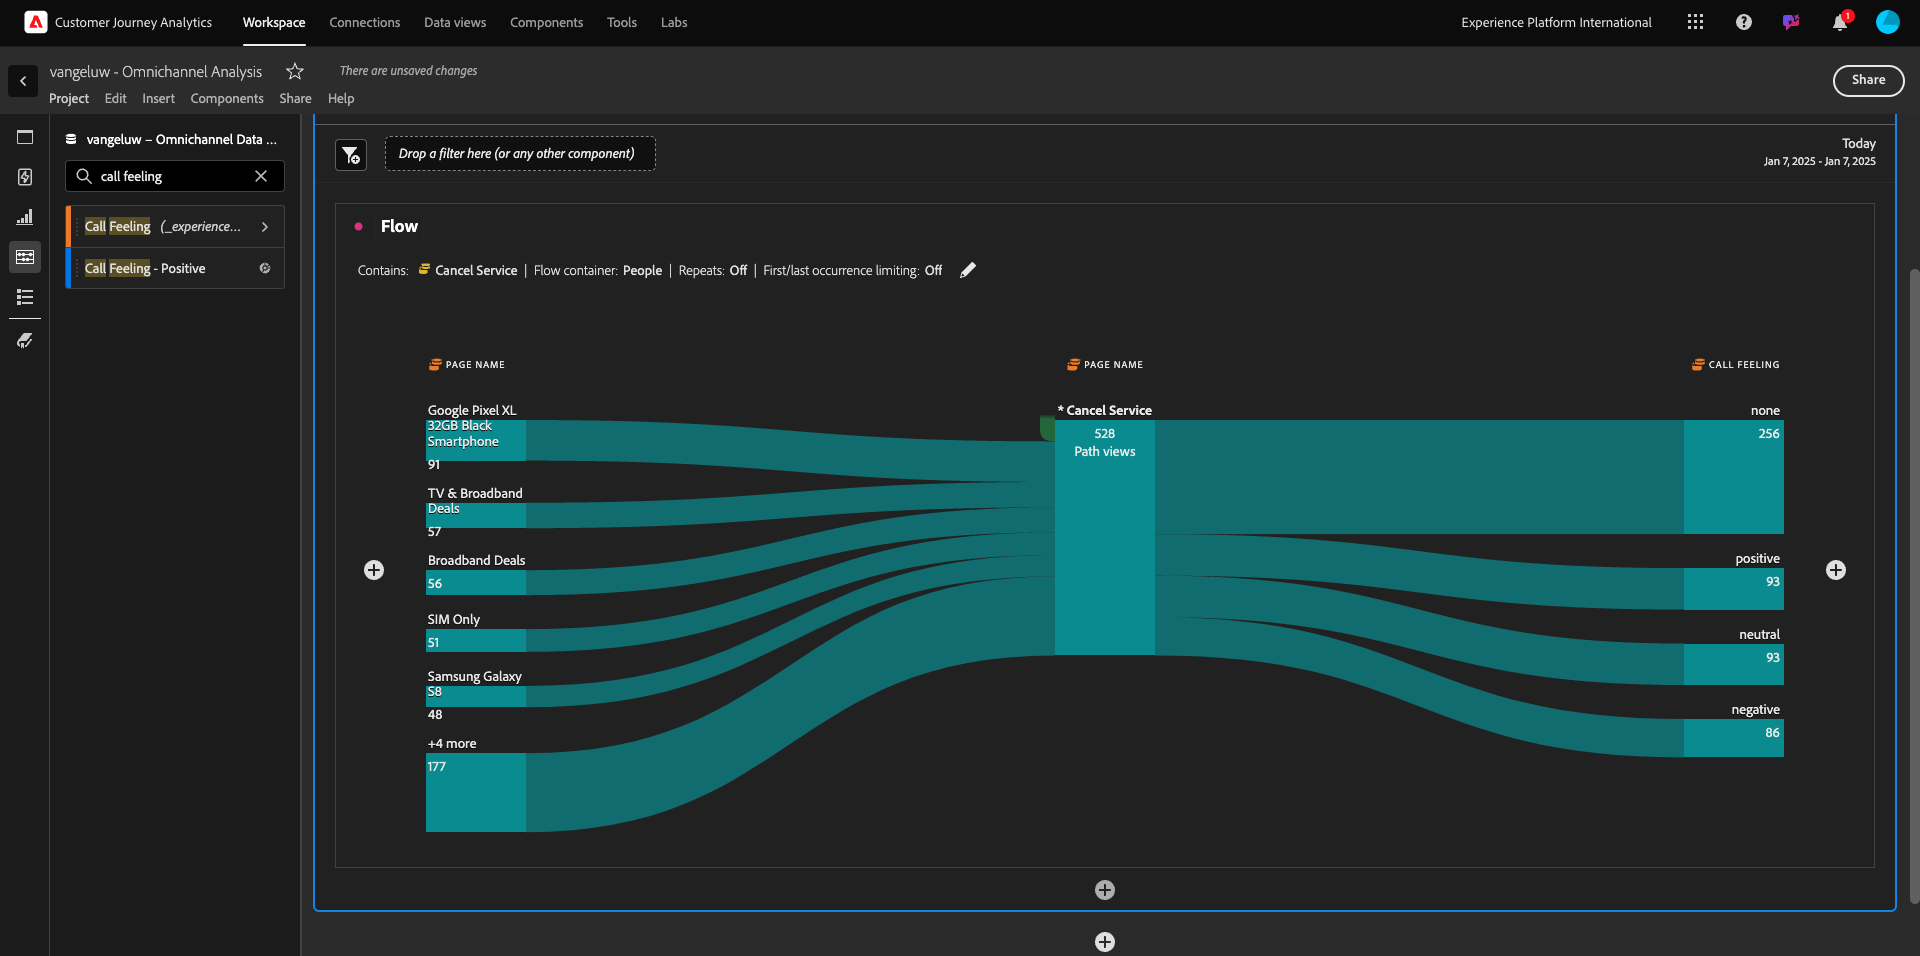 Customer Journey Analytics
Workspace
Connections
Data views
Components
Tools
Labs
Experience Platform International
1
vangeluw - Omnichannel Analysis
There are unsaved changes
Share
Project
Edit
Insert
Components
Share
Help
vangeluw – Omnichannel Data ...
call feeling
Call Feeling (_experience...
Call Feeling - Positive
Drop a filter here (or any other component)
Today
Jan 7, 2025 - Jan 7, 2025
Flow
Contains: Cancel Service | Flow container: People | Repeats: Off | First/last occurrence limiting: Off
PAGE NAME
PAGE NAME
CALL FEELING
Google Pixel XL
32GB Black
Smartphone
91
TV & Broadband
Deals
57
Broadband Deals
56
SIM Only
51
Samsung Galaxy
S8
48
+4 more
177
* Cancel Service
528
Path views
none
256
positive
93
neutral
93
negative
86